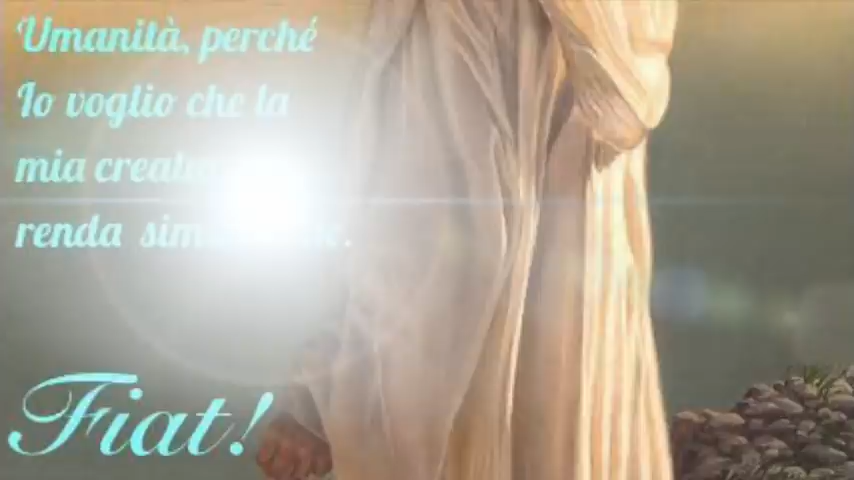 Umanità, perché
Io voglio che la
mia
renda
Fiat!